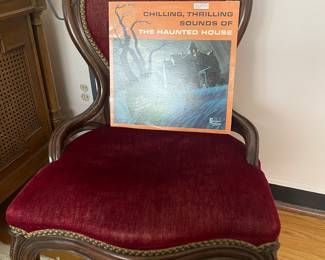 CHILLING, THRILLING
SOUNDS OF
THE HAUNTED HOUSE